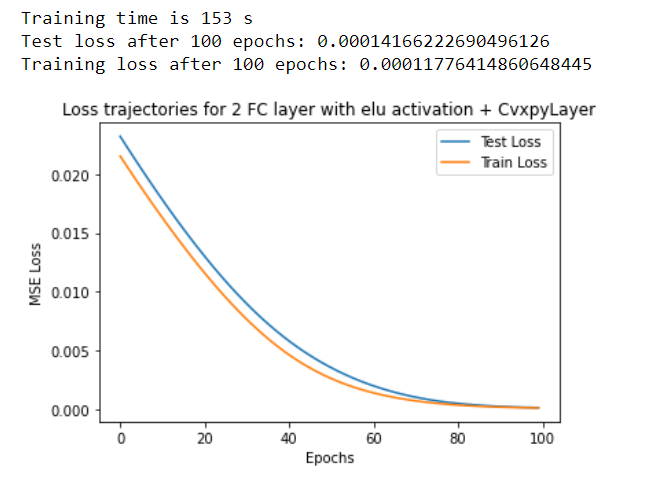 Training time is 153 s
Test loss after 100 epochs: 0.00014166222690496126
Training loss after 100 epochs: 0.00011776414860648445
Loss trajectories for 2 FC layer with elu activation + CvxpyLayer
Test Loss
Train Loss
0.020
0.015
0.010
0.005
0.000
MSE Loss
0 20 40 60 80 100
Epochs